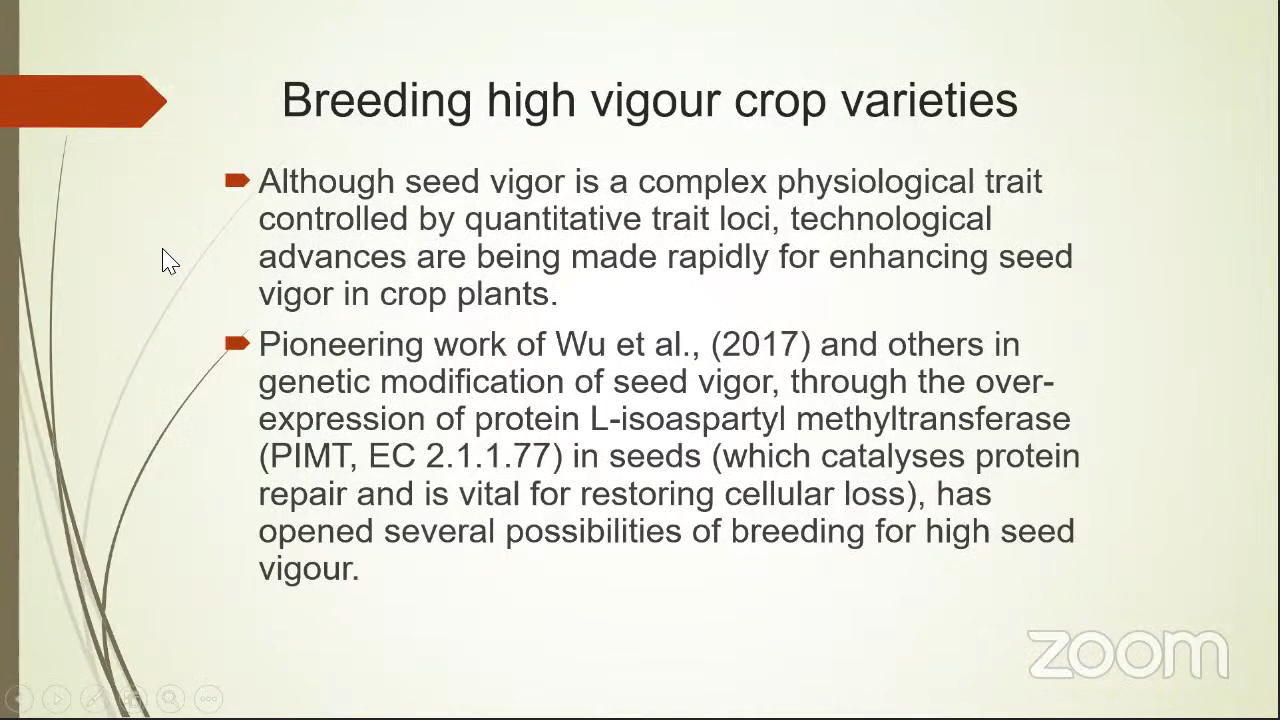 Breeding high vigour crop varieties
Although seed vigor is a complex physiological trait
controlled by quantitative trait loci, technological
advances are being made rapidly for enhancing seed
vigor in crop plants.
Pioneering work of Wu et al., (2017) and others in
genetic modification of seed vigor, through the over-
expression of protein L-isoaspartyl methyltransferase
(PIMT, EC 2.1.1.77) in seeds (which catalyses protein
repair and is vital for restoring cellular loss), has
opened several possibilities of breeding for high seed
vigour.
zoom